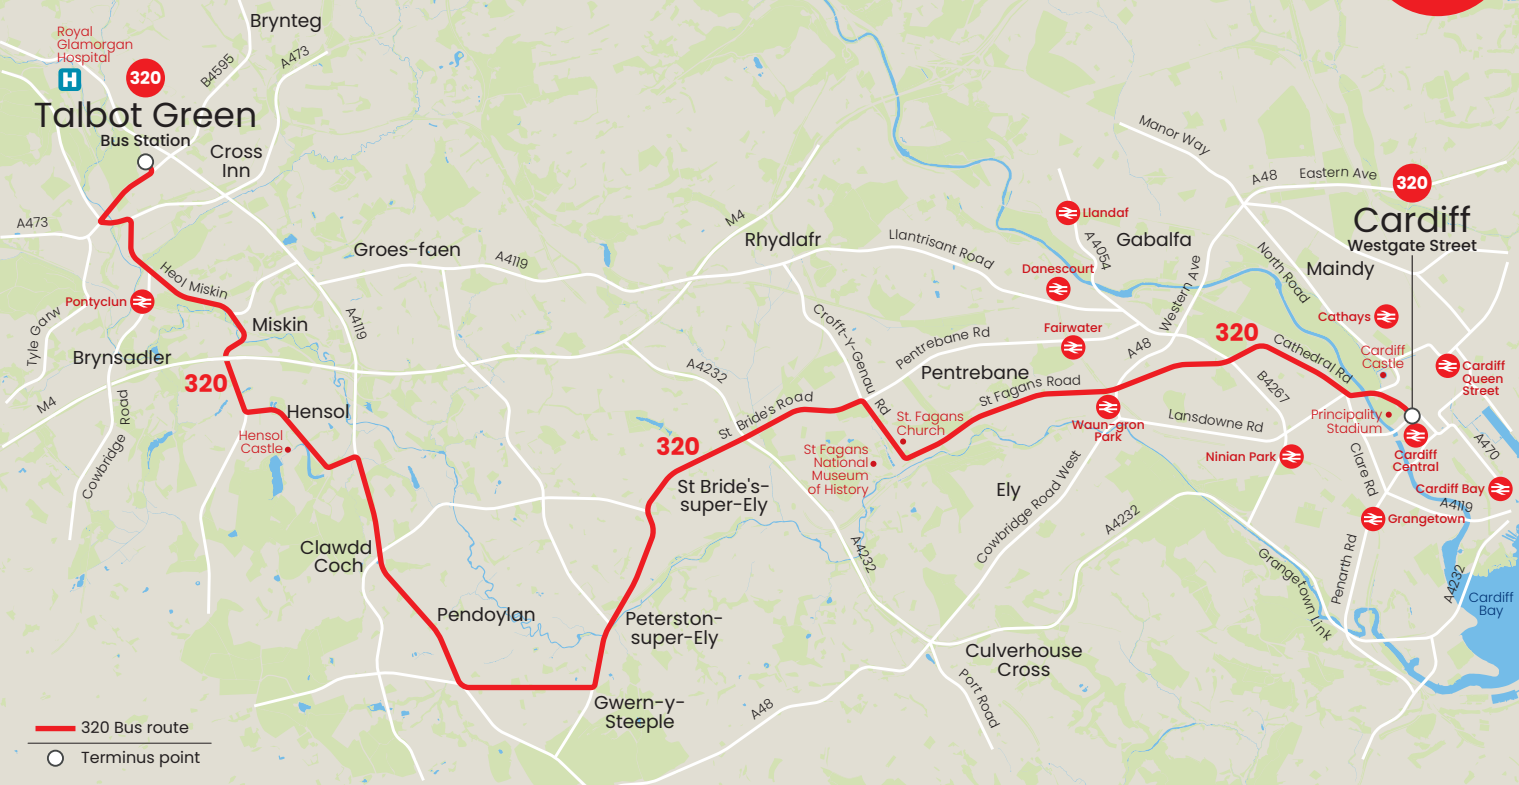 Brynteg
Royal
Glamorgan
Hospital
H
320
B4595
A473
Talbot Green
Bus Station
Cross
Inn
A473
Heol Miskin
Pontyclun
Tyle Garw
Miskin
Brynsadler
320
M4
Cowbridge Road
Hensol
Hensol
Castle
A4119
Groes-faen
A4119
M4
Rhydlafr
Clawdd
Coch
Pendoylan
Peterston-
super-Ely
Gwern-y-
Steeple
St Bride's-
super-Ely
320
St. Bride's Road
A4232
Crofft-y-Genau Rd
Llantrisant Road
Pentrebane Rd
Pentrebane
St Fagans Road
St. Fagans
Church
St Fagans
National
Museum
of History
A4232
Manor Way
Llandaf
A4054
Gabalfa
Danescourt
Fairwater
Western Ave
A48
A48
Eastern Ave
320
Cardiff
Westgate Street
North Road
Maindy
Cathays
320
Cathedral Rd
Cardiff
Castle
Cardiff
Queen
Street
B4267
Principality
Stadium
Waun-gron
Park
Lansdowne Rd
Ninian Park
Clare Rd
Cardiff
Central
A470
Cardiff Bay
A4119
Grangetown
Ely
Cowbridge Road West
A4232
Grangetown Link
Penarth Rd
A4232
Cardiff
Bay
Culverhouse
Cross
Port Road
A48
320 Bus route
Terminus point